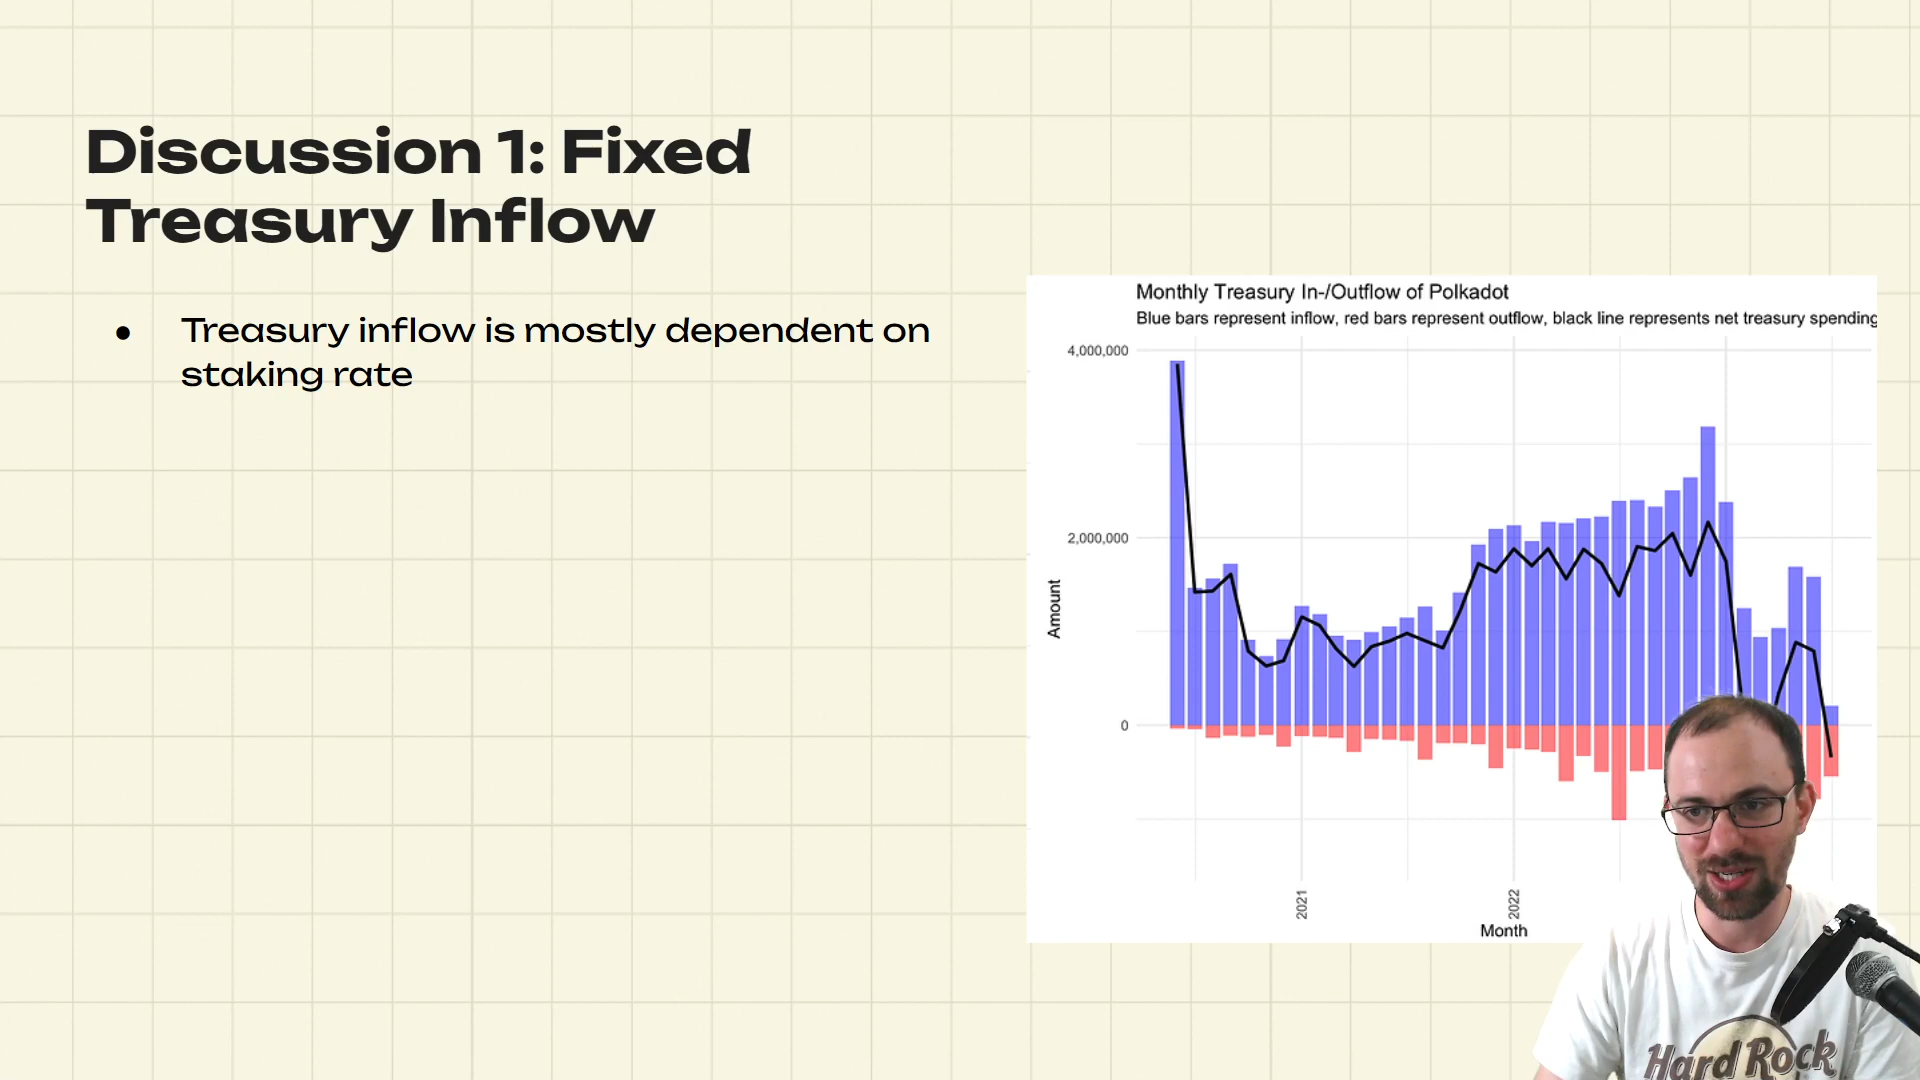 Discussion 1: Fixed
Treasury Inflow
● Treasury inflow is mostly dependent on
staking rate
Monthly Treasury In-/Outflow of Polkadot
Blue bars represent inflow, red bars represent outflow, black line represents net treasury spending
4,000,000
2,000,000
0
Amount
2021
2022
Month
Hard Rock